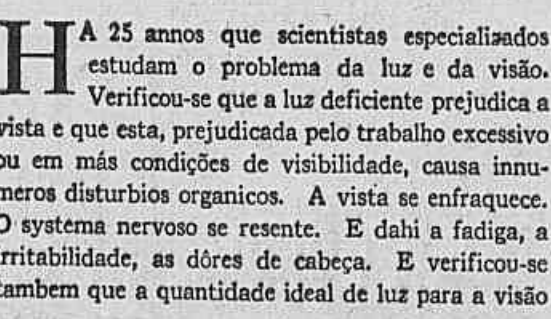 HA 25 annos que scientistas especializados
estudam o problema da luz e da visão.
Verificou-se que a luz deficiente prejudica a
vista e que esta, prejudicada pelo trabalho excessivo
ou em más condições de visibilidade, causa innu-
meros disturbios organicos. A vista se enfraquece.
O systema nervoso se resente. E dahi a fadiga, a
irritabilidade, as dôres de cabeça. E verificou-se
tambem que a quantidade ideal de luz para a visão